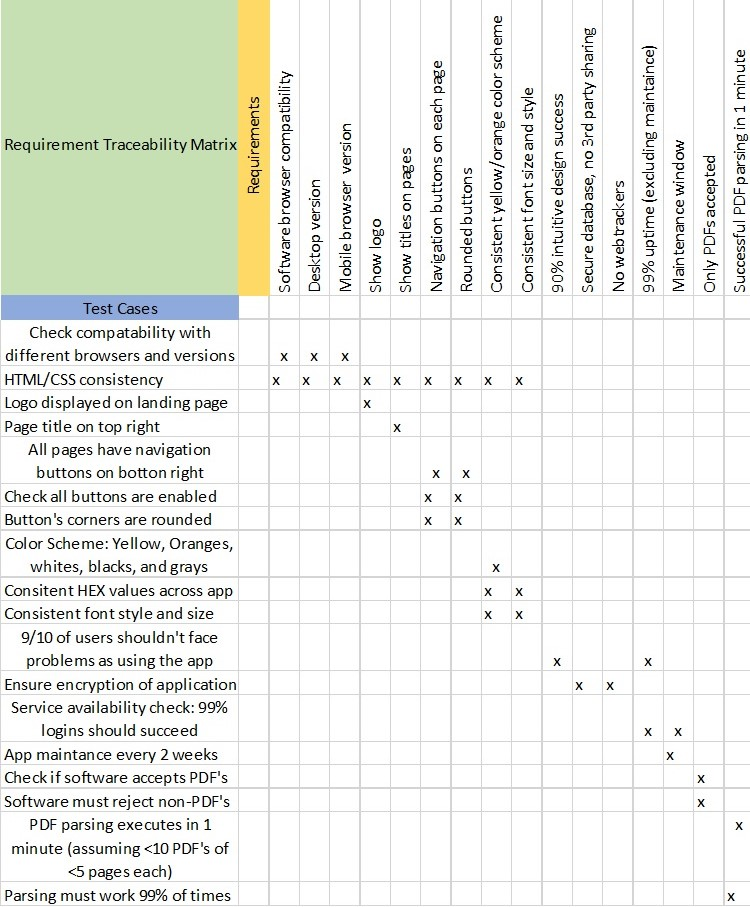 Requirement Traceability Matrix
Requirements
Software browser compatibility
Desktop version
Mobile browser version
Show logo
Show titles on pages
Navigation buttons on each page
Rounded buttons
Consistent yellow/orange color scheme
Consistent font size and style
90% intuitive design success
Secure database, no 3rd party sharing
No web trackers
99% uptime (excluding maintaince)
Maintenance window
Only PDFs accepted
Successful PDF parsing in 1 minute
Test Cases
Check compatability with
different browsers and versions x x x
HTML/CSS consistency x x x x x x x x x
Logo displayed on landing page x
Page title on top right x
All pages have navigation
buttons on botton right x x
Check all buttons are enabled x x
Button's corners are rounded x x
Color Scheme: Yellow, Oranges,
whites, blacks, and grays x
Consitent HEX values across app x x
Consistent font style and size x x
9/10 of users shouldn't face
problems as using the app x x
Ensure encryption of application x x
Service availability check: 99%
logins should succeed x x
App maintance every 2 weeks x
Check if software accepts PDF's x
Software must reject non-PDF's x
PDF parsing executes in 1 x
minute (assuming <10 PDF's of
<5 pages each)
Parsing must work 99% of times x